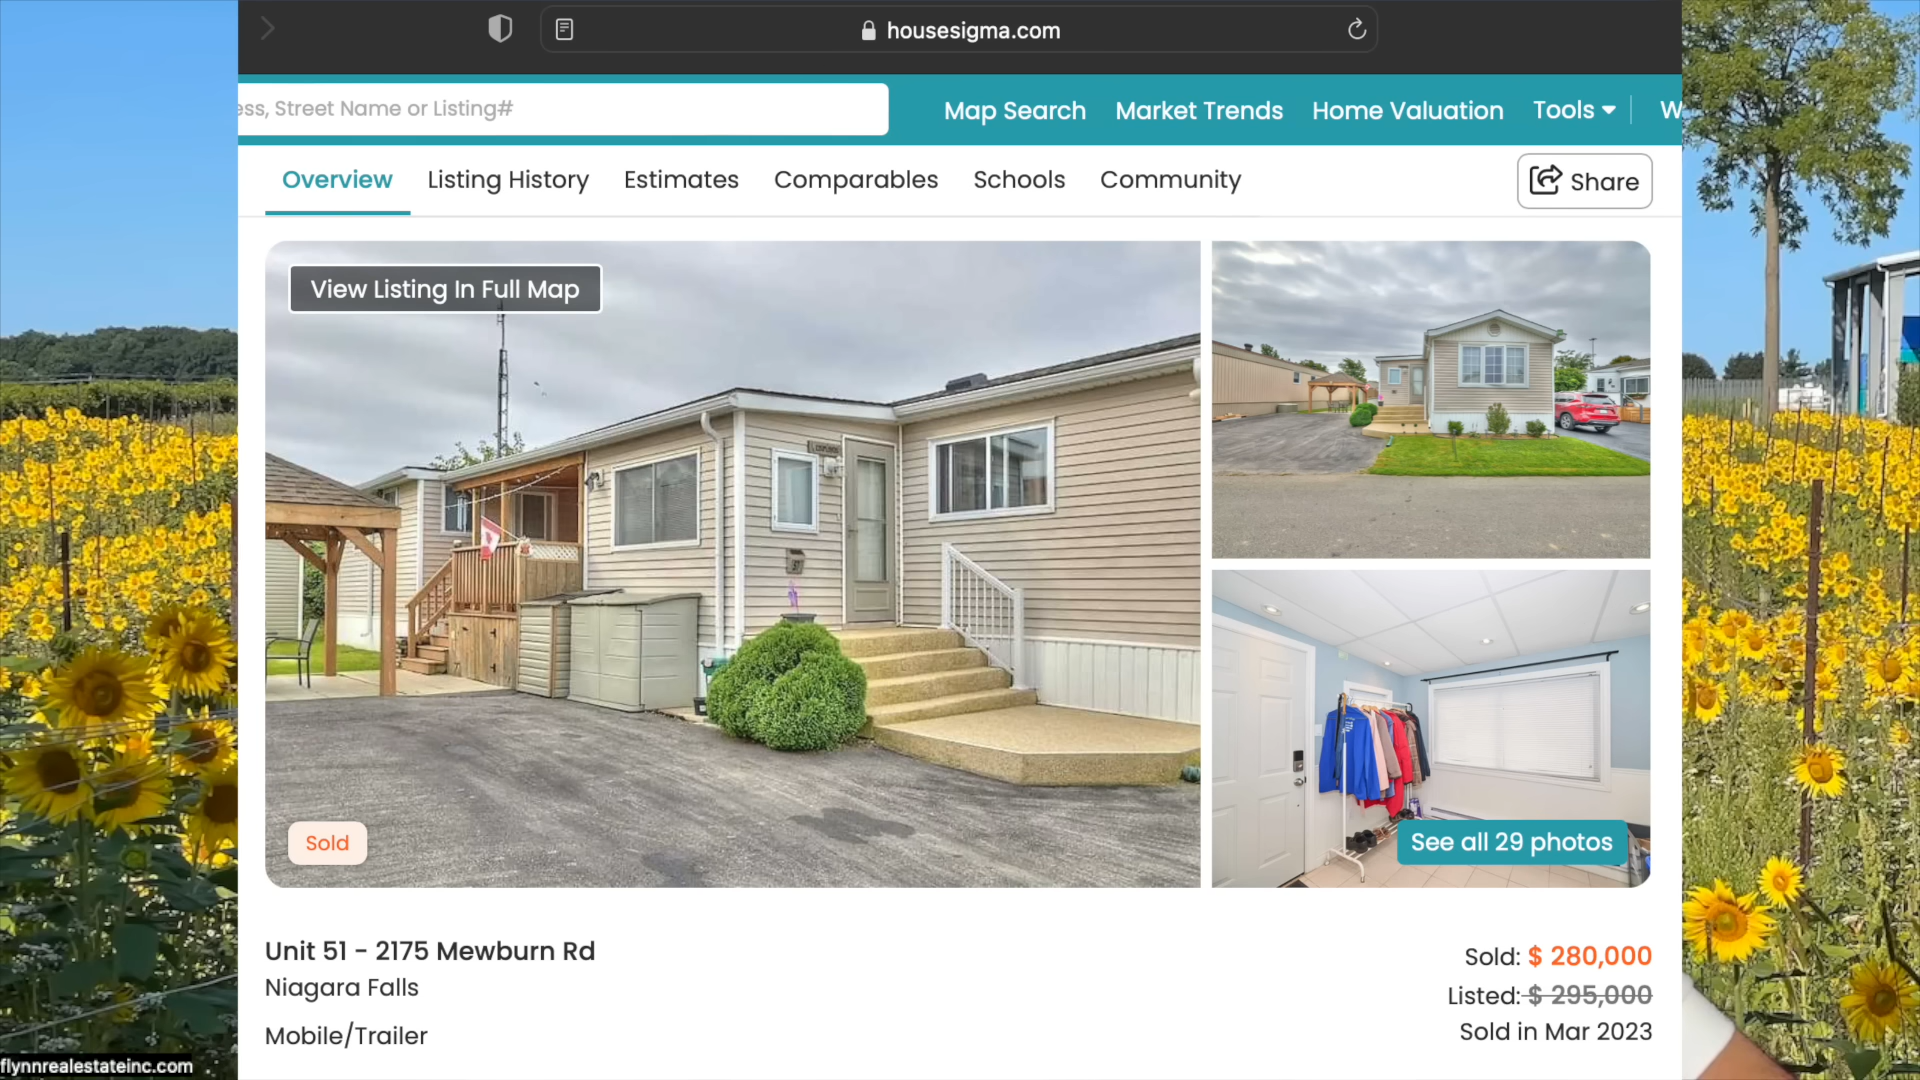 housesigma.com
ess, Street Name or Listing#
Map Search Market Trends Home Valuation Tools W
Overview Listing History Estimates Comparables Schools Community Share
View Listing In Full Map
Sold
See all 29 photos
Unit 51 - 2175 Mewburn Rd
Niagara Falls
Mobile/Trailer
Sold: $ 280,000
Listed: $ 295,000
Sold in Mar 2023
flynnrealestateinc.com